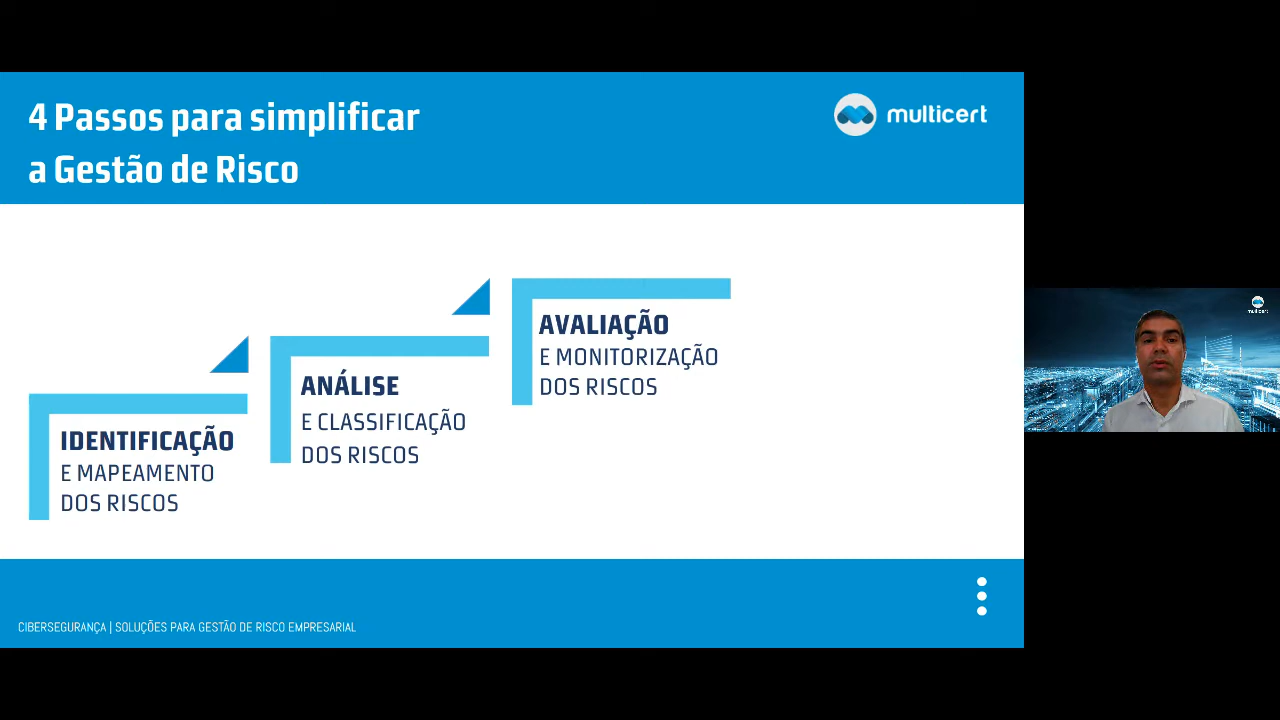 4 Passos para simplificar
a Gestão de Risco
multicert
AVALIAÇÃO
E MONITORIZAÇÃO
DOS RISCOS
ANÁLISE
E CLASSIFICAÇÃO
DOS RISCOS
IDENTIFICAÇÃO
E MAPEAMENTO
DOS RISCOS
multicert
CIBERSEGURANÇA | SOLUÇÕES PARA GESTÃO DE RISCO EMPRESARIAL